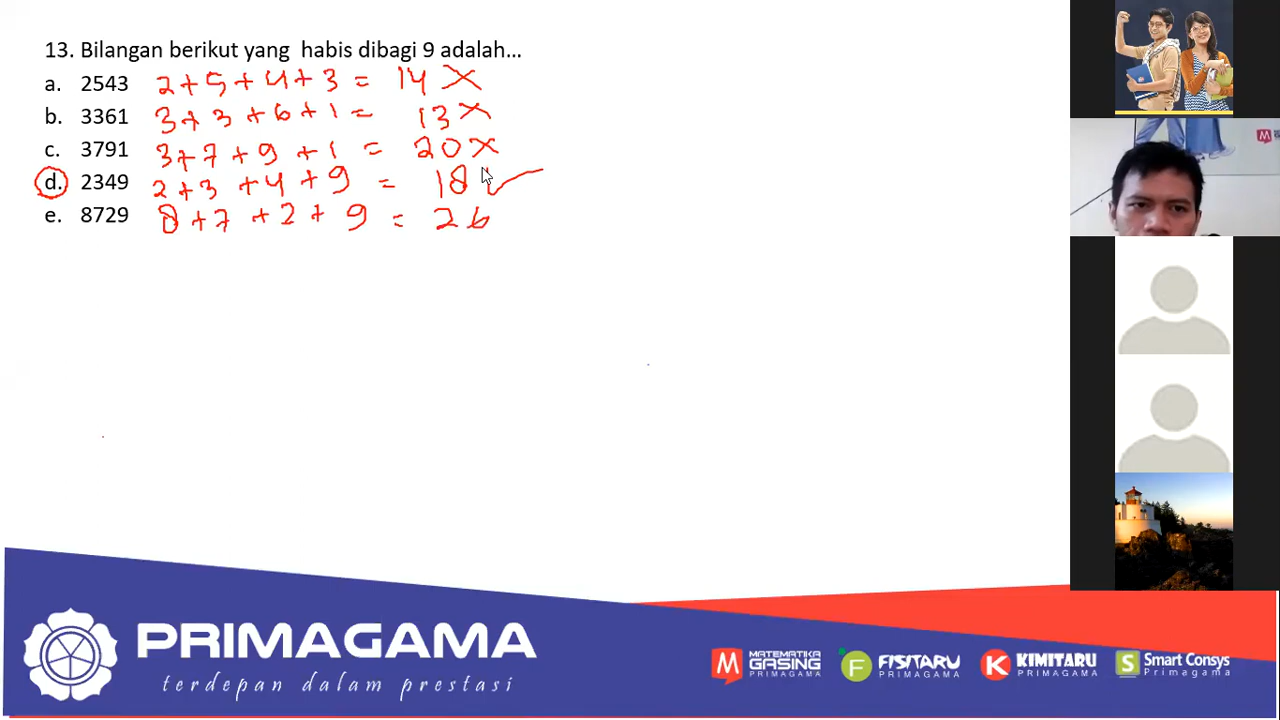 13. Bilangan berikut yang habis dibagi 9 adalah...
a. 2543 2+5+4+3 = 14 X
b. 3361 3+3+6+1 = 13 X
c. 3791 3+7+9+1 = 20 X
d. 2349 2+3+4+9 = 18 ✓
e. 8729 8+7+2+9 = 26
PRIMAGAMA
terdepan dalam prestasi
M MATEMATIKA GASING PRIMAGAMA
F FISITARU PRIMAGAMA
K KIMITARU PRIMAGAMA
S Smart Consys Primagama